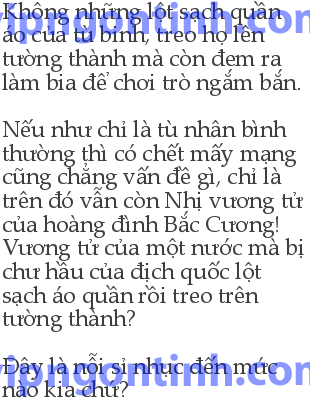 Không những lột sạch quần
áo của tù binh, treo họ lên
tường thành mà còn đem ra
làm bia để chơi trò ngắm bắn.
Nếu như chỉ là tù nhân bình
thường thì có chết mấy mạng
cũng chẳng vấn đề gì, chỉ là
trên đó vẫn còn Nhị vương tử
của hoàng đình Bắc Cương!
Vương tử của một nước mà bị
chư hầu của địch quốc lột
sạch áo quần rồi treo trên
tường thành?
Đây là nỗi sỉ nhục đến mức
nào kia chứ?